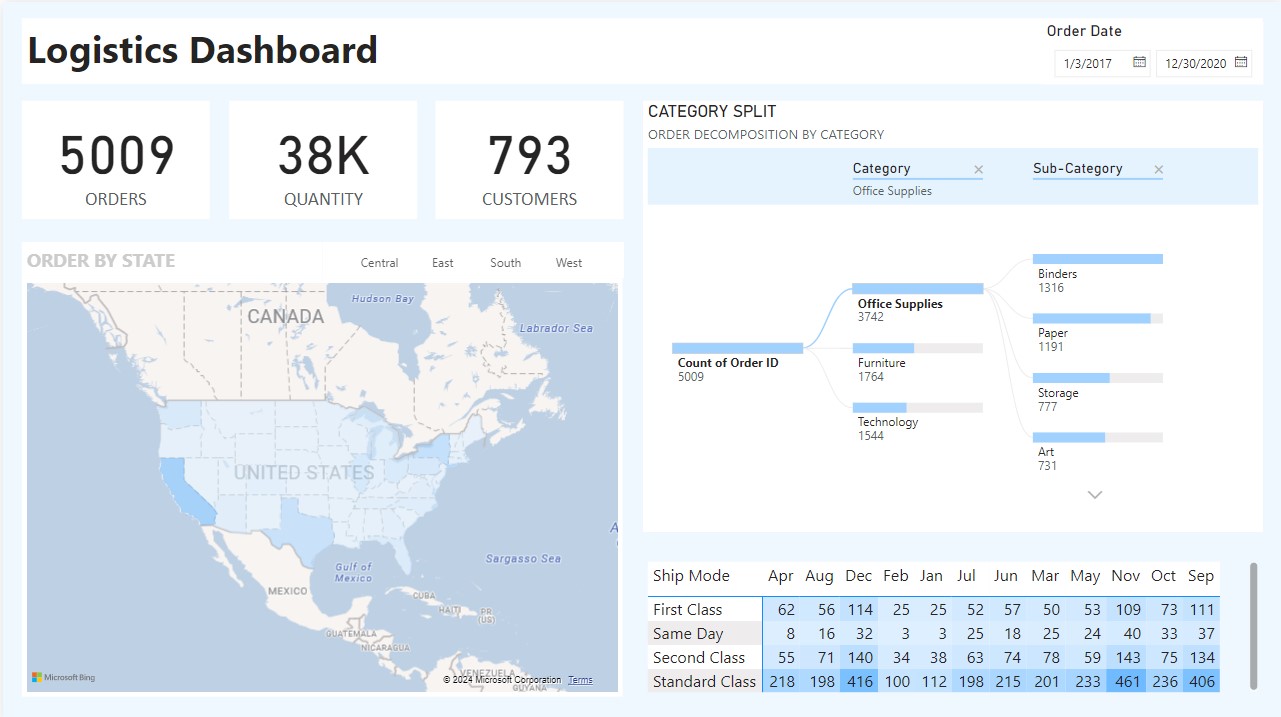 Logistics Dashboard
Order Date
1/3/2017 12/30/2020
5009
ORDERS
38K
QUANTITY
793
CUSTOMERS
CATEGORY SPLIT
ORDER DECOMPOSITION BY CATEGORY
Category Sub-Category
Office Supplies
Count of Order ID
5009
Office Supplies
3742
Furniture
1764
Technology
1544
Binders
1316
Paper
1191
Storage
777
Art
731
ORDER BY STATE
Central East South West
Hudson Bay
CANADA
Labrador Sea
UNITED STATES
Sargasso Sea
Gulf of
Mexico
MEXICO
CUBA
HAITI
PR
(US)
GUATEMALA
NICARAGUA
VENEZUELA
GUYANA
Microsoft Bing
© 2024 Microsoft Corporation Terms
Ship Mode Apr Aug Dec Feb Jan Jul Jun Mar May Nov Oct Sep
First Class 62 56 114 25 25 52 57 50 53 109 73 111
Same Day 8 16 32 3 3 25 18 25 24 40 33 37
Second Class 55 71 140 34 38 63 74 78 59 143 75 134
Standard Class 218 198 416 100 112 198 215 201 233 461 236 406